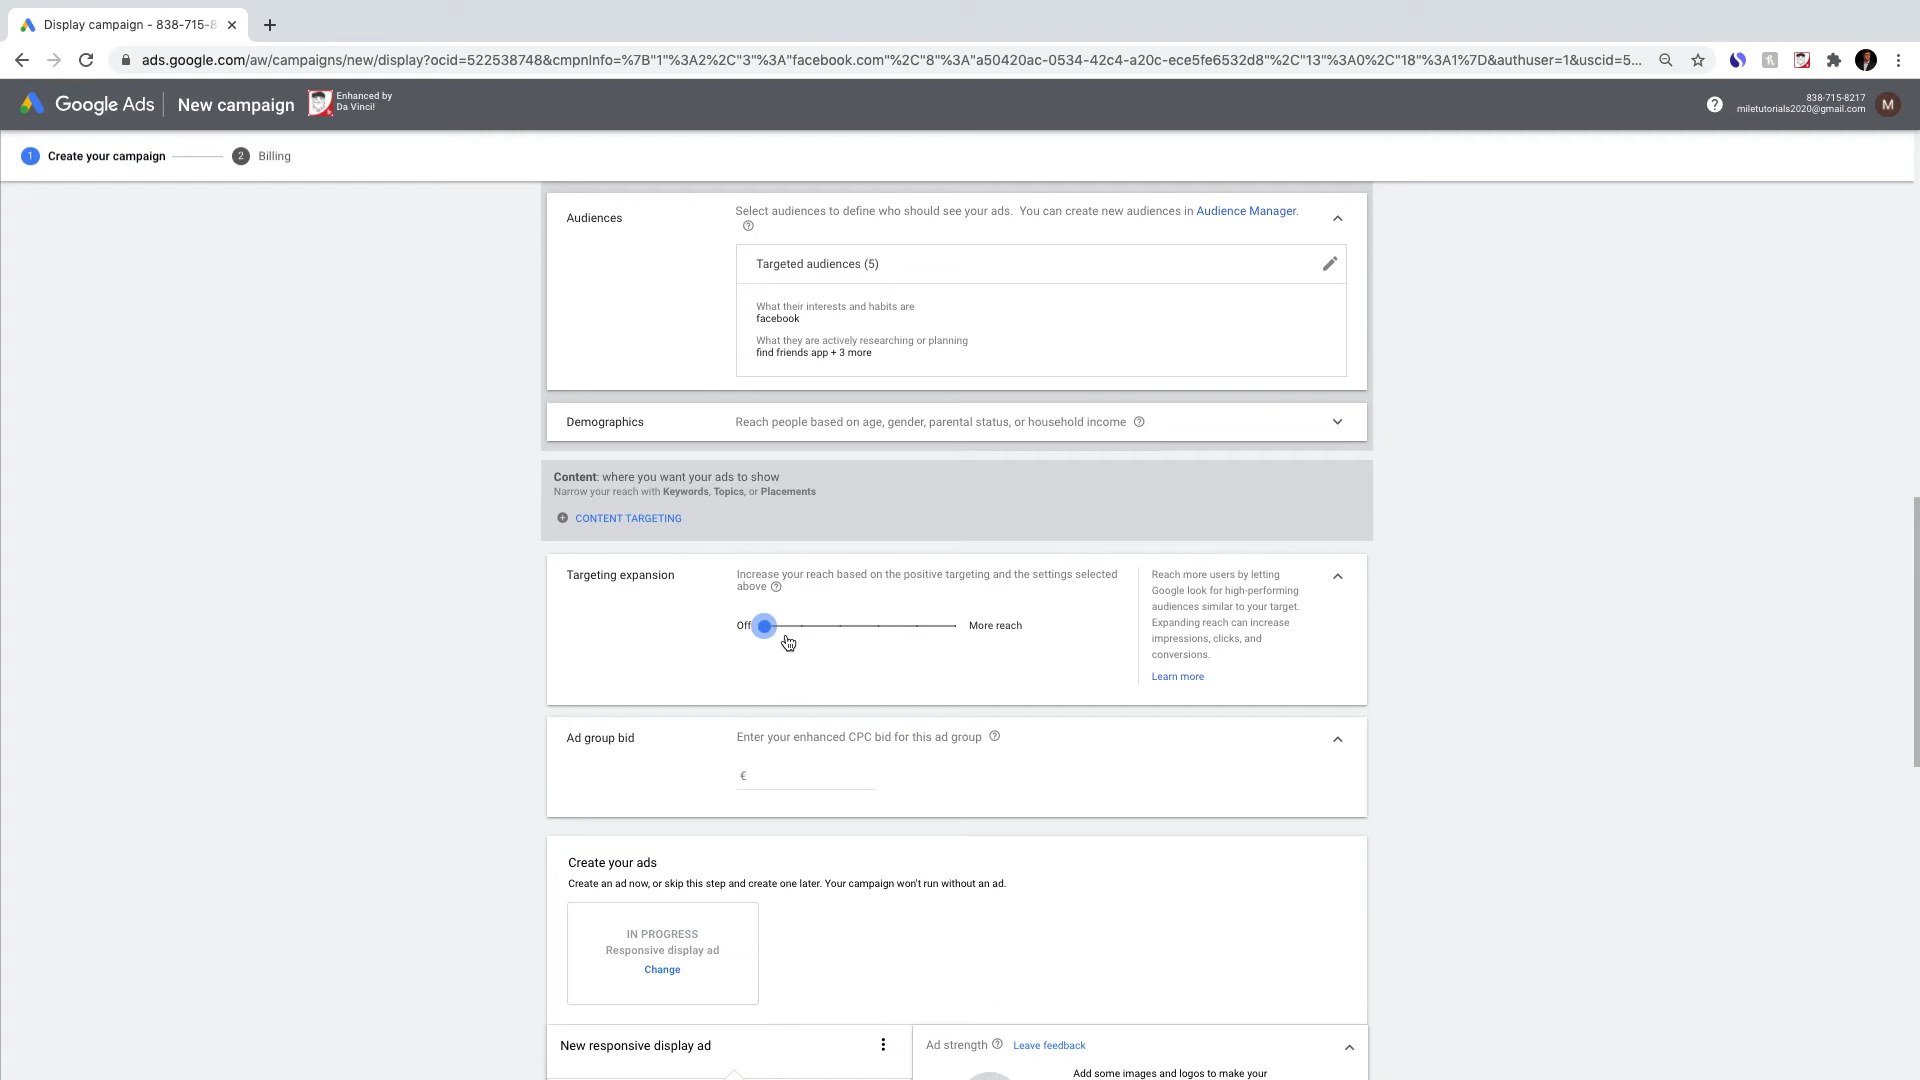 Display campaign - 838-715-8
ads.google.com/aw/campaigns/new/display?ocid=522538748&cmpnInfo=%7B"1"%3A2%2C"3"%3A"facebook.com"%2C"8"%3A"a50420ac-0534-42c4-a20c-ece5fe6532d8"%2C"13"%3A0%2C"18"%3A1%7D&authuser=1&uscid=5...
Google Ads
New campaign
Enhanced by
Da Vinci!
838-715-8217
miletutorials2020@gmail.com
M
1 Create your campaign
2 Billing
Audiences
Select audiences to define who should see your ads. You can create new audiences in Audience Manager.
Targeted audiences (5)
What their interests and habits are
facebook
What they are actively researching or planning
find friends app + 3 more
Demographics
Reach people based on age, gender, parental status, or household income
Content: where you want your ads to show
Narrow your reach with Keywords, Topics, or Placements
CONTENT TARGETING
Targeting expansion
Increase your reach based on the positive targeting and the settings selected
above
Off
More reach
Reach more users by letting
Google look for high-performing
audiences similar to your target.
Expanding reach can increase
impressions, clicks, and
conversions.
Learn more
Ad group bid
Enter your enhanced CPC bid for this ad group
€
Create your ads
Create an ad now, or skip this step and create one later. Your campaign won't run without an ad.
IN PROGRESS
Responsive display ad
Change
New responsive display ad
Ad strength
Leave feedback
Add some images and logos to make your